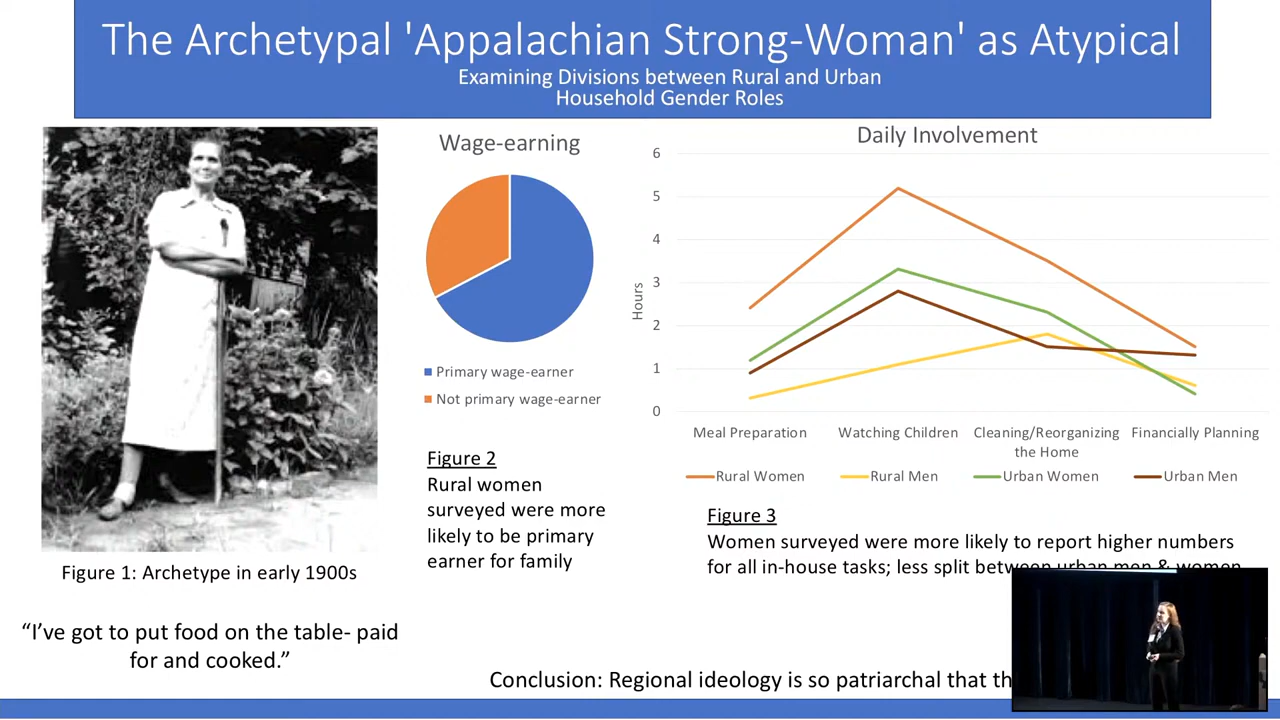 The Archetypal 'Appalachian Strong-Woman' as Atypical
Examining Divisions between Rural and Urban
Household Gender Roles
Figure 1: Archetype in early 1900s
“I’ve got to put food on the table- paid
for and cooked.”
Wage-earning
Primary wage-earner
Not primary wage-earner
Figure 2
Rural women
surveyed were more
likely to be primary
earner for family
Daily Involvement
6
5
4
3
2
1
0
Hours
Meal Preparation
Watching Children
Cleaning/Reorganizing
the Home
Financially Planning
Rural Women
Rural Men
Urban Women
Urban Men
Figure 3
Women surveyed were more likely to report higher numbers
for all in-house tasks; less split between urban men & women
Conclusion: Regional ideology is so patriarchal that